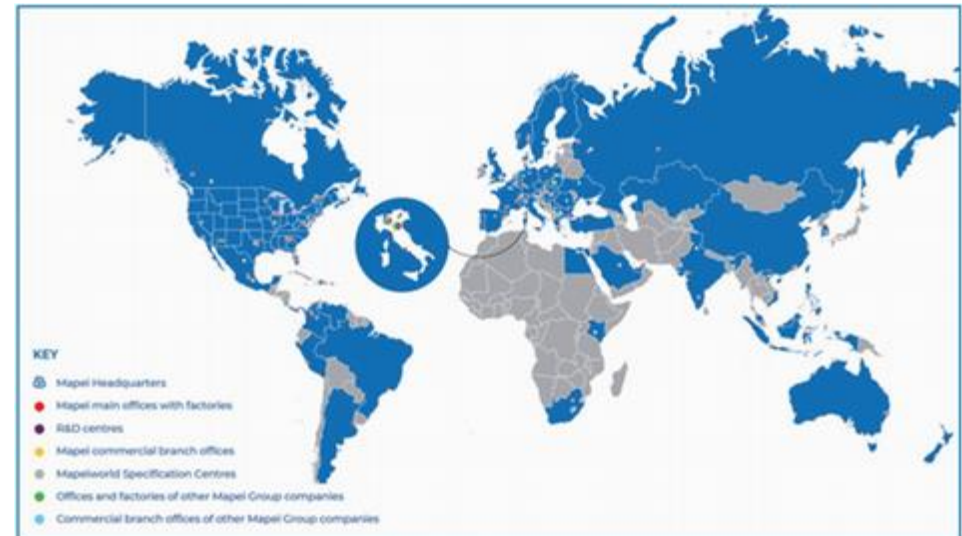 KEY
Mapei Headquarters
Mapei main offices with factories
R&D centres
Mapei commercial branch offices
Mapeiworld Specification Centres
Offices and factories of other Mapei Group companies
Commercial branch offices of other Mapei Group companies